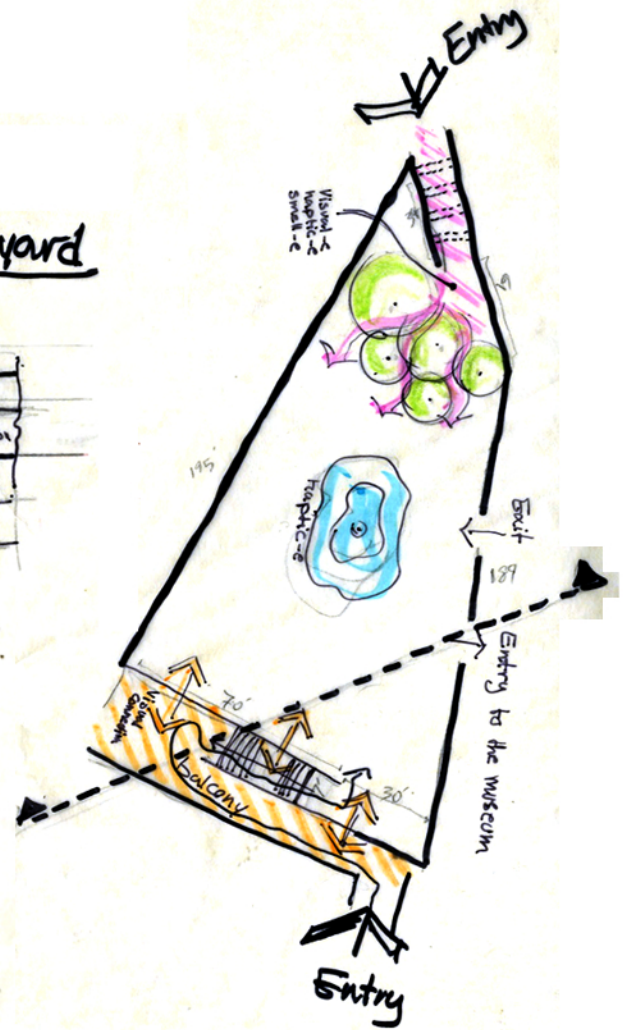 Entry
Visual-c
haptic-c
smell-c
yard
195'
haptic-c
Exit
189
Entry to the museum
70'
Visual
connection
balcony
30'
Entry